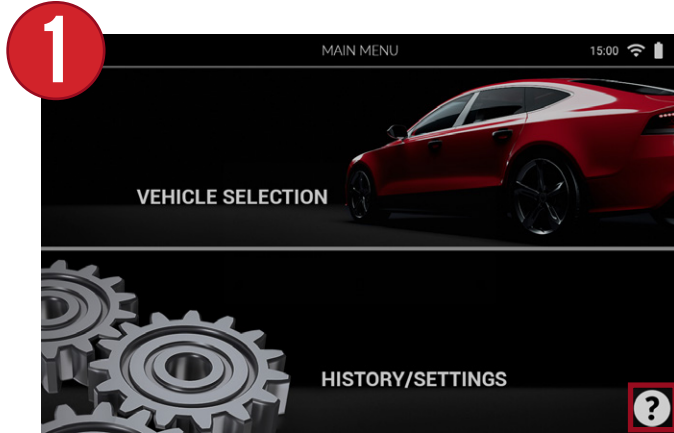 1
MAIN MENU
15:00
VEHICLE SELECTION
HISTORY/SETTINGS
?